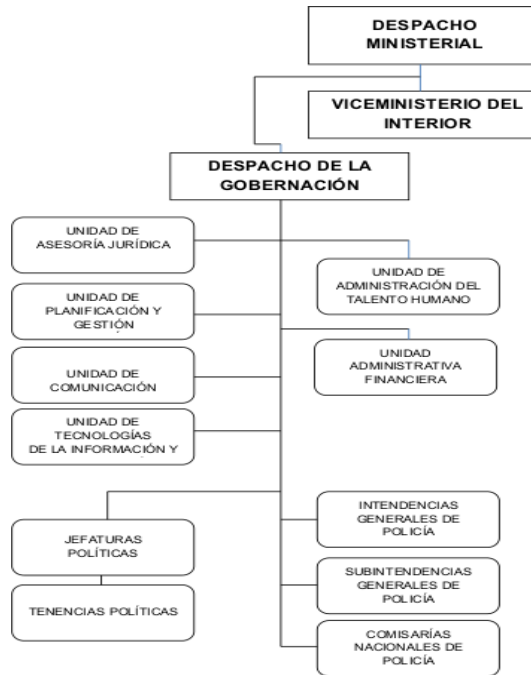 DESPACHO
MINISTERIAL
VICEMINISTERIO DEL
INTERIOR
DESPACHO DE LA
GOBERNACIÓN
UNIDAD DE
ASESORÍA JURÍDICA
UNIDAD DE
ADMINISTRACIÓN DEL
TALENTO HUMANO
UNIDAD DE
PLANIFICACIÓN Y
GESTIÓN
UNIDAD
ADMINISTRATIVA
FINANCIERA
UNIDAD DE
COMUNICACIÓN
UNIDAD DE
TECNOLOGÍAS
DE LA INFORMACIÓN Y
JEFATURAS
POLÍTICAS
INTENDENCIAS
GENERALES DE
POLICÍA
TENENCIAS POLÍTICAS
SUBINTENDENCIAS
GENERALES DE
POLICÍA
COMISARÍAS
NACIONALES DE
POLICÍA